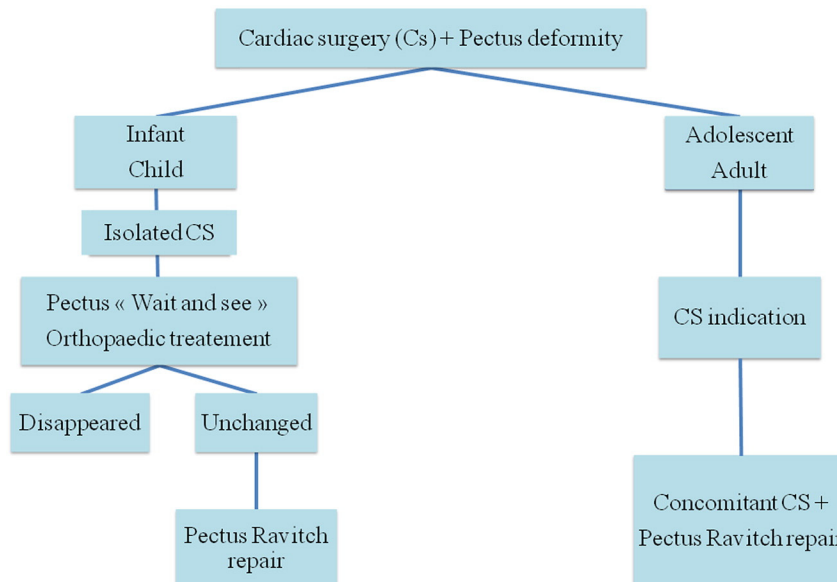 Cardiac surgery (Cs) + Pectus deformity
Infant
Child
Adolescent
Adult
Isolated CS
Pectus « Wait and see »
Orthopaedic treatement
CS indication
Disappeared
Unchanged
Pectus Ravitch
repair
Concomitant CS +
Pectus Ravitch repair